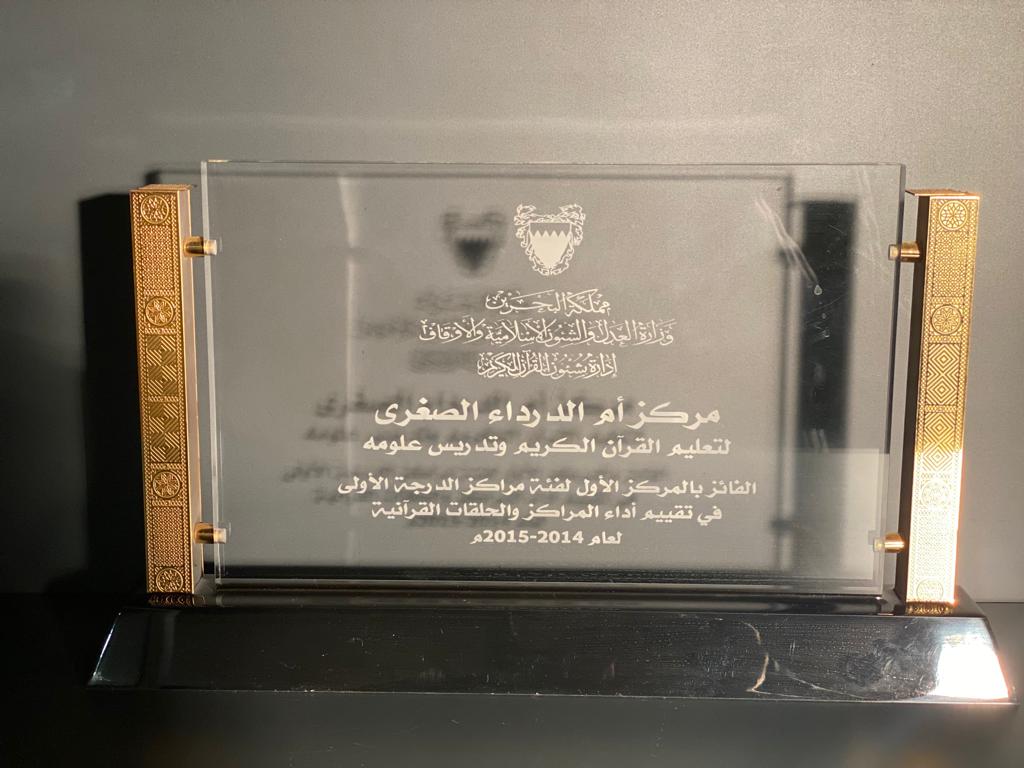 مملكة البحرين
وزارة العدل والشئون الإسلامية والأوقاف
إدارة شئون القرآن الكريم
مركز أم الدرداء الصغرى
لتعليم القرآن الكريم وتدريس علومه
الفائز بالمركز الأول لفئة مراكز الدرجة الأولى
في تقييم أداء المراكز والحلقات القرآنية
لعام 2014-2015م